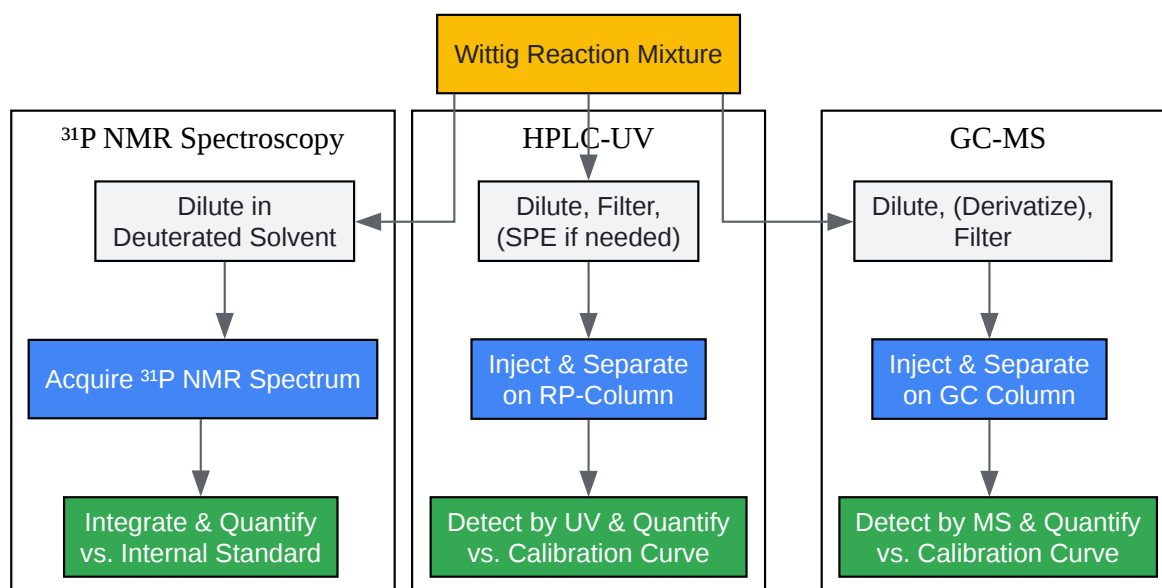 Wittig Reaction Mixture
³¹P NMR Spectroscopy
Dilute in
Deuterated Solvent
Acquire ³¹P NMR Spectrum
Integrate & Quantify
vs. Internal Standard
HPLC-UV
Dilute, Filter,
(SPE if needed)
Inject & Separate
on RP-Column
Detect by UV & Quantify
vs. Calibration Curve
GC-MS
Dilute, (Derivatize),
Filter
Inject & Separate
on GC Column
Detect by MS & Quantify
vs. Calibration Curve